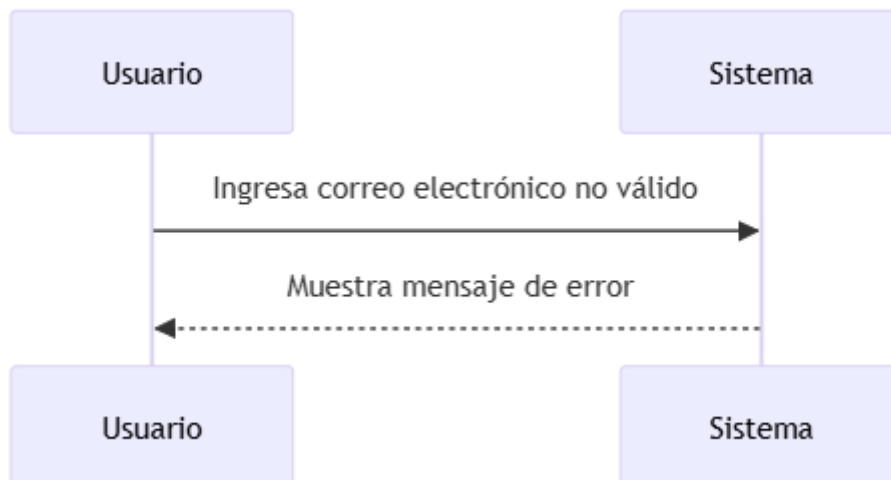 Usuario
Sistema
Ingresa correo electrónico no válido
Muestra mensaje de error
Usuario
Sistema